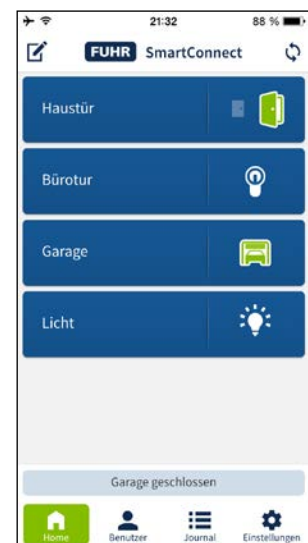 21:32 88 %
FUHR SmartConnect
Haustür
Bürotur
Garage
Licht
Garage geschlossen
Home Benutzer Journal Einstellungen